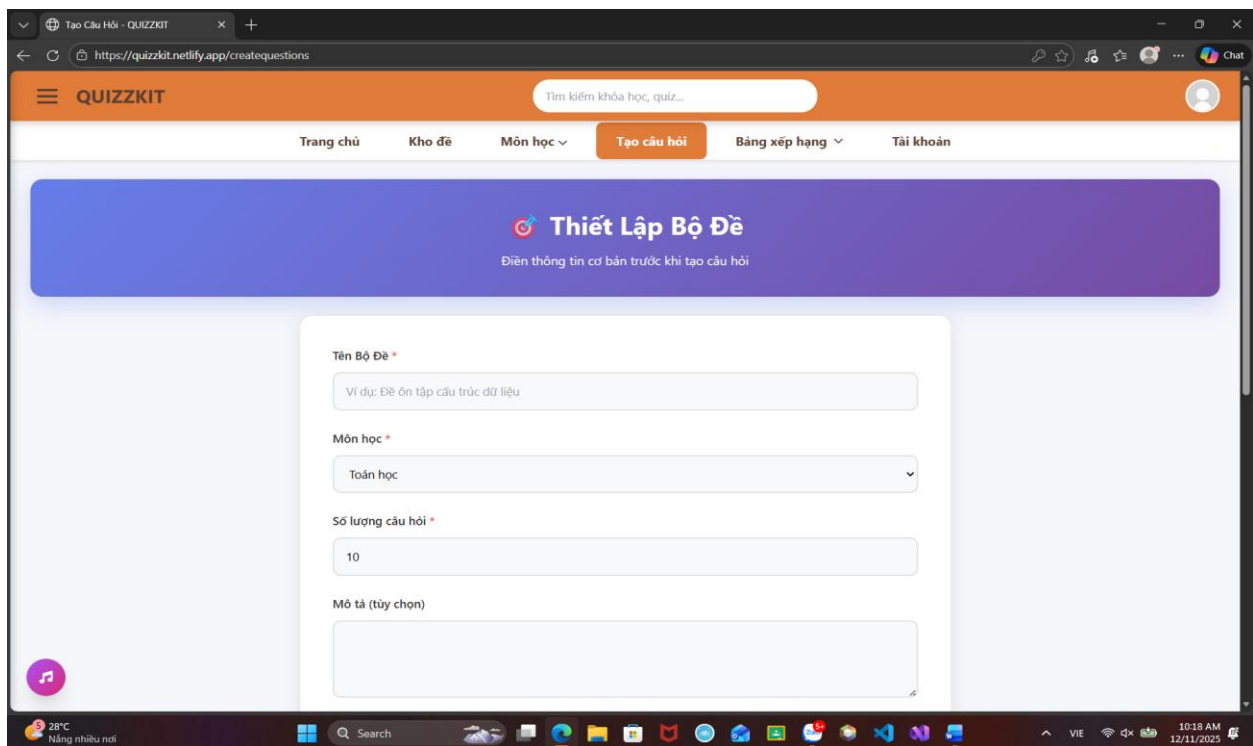 Tạo Câu Hỏi - QUIZZKIT
https://quizzkit.netlify.app/createquestions
Chat
QUIZZKIT
Tìm kiếm khóa học, quiz...
Trang chủ Kho đề Môn học Tạo câu hỏi Bảng xếp hạng Tài khoản
Thiết Lập Bộ Đề
Điền thông tin cơ bản trước khi tạo câu hỏi
Tên Bộ Đề *
Ví dụ: Đề ôn tập cấu trúc dữ liệu
Môn học *
Toán học
Số lượng câu hỏi *
10
Mô tả (tùy chọn)
5 28°C
Nắng nhiều nơi
Search
5+
VIE
10:18 AM
12/11/2025